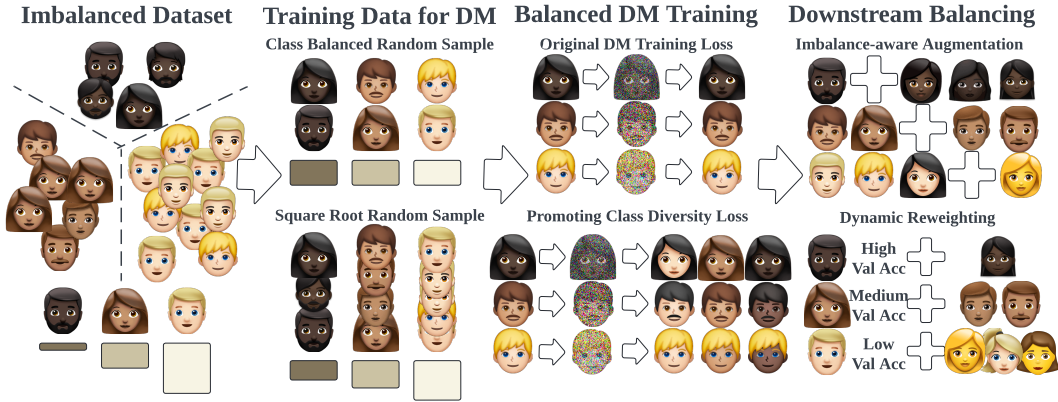 Imbalanced Dataset
Training Data for DM
Class Balanced Random Sample
Square Root Random Sample
Balanced DM Training
Original DM Training Loss
Promoting Class Diversity Loss
Downstream Balancing
Imbalance-aware Augmentation
Dynamic Reweighting
High
Val Acc
Medium
Val Acc
Low
Val Acc